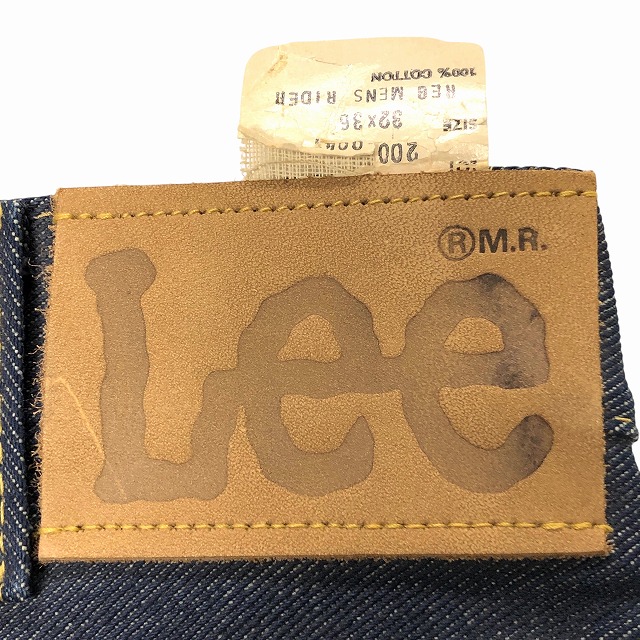 100% COTTON
REG MENS RIDER
32x36
SIZE
200
® M.R.
Lee